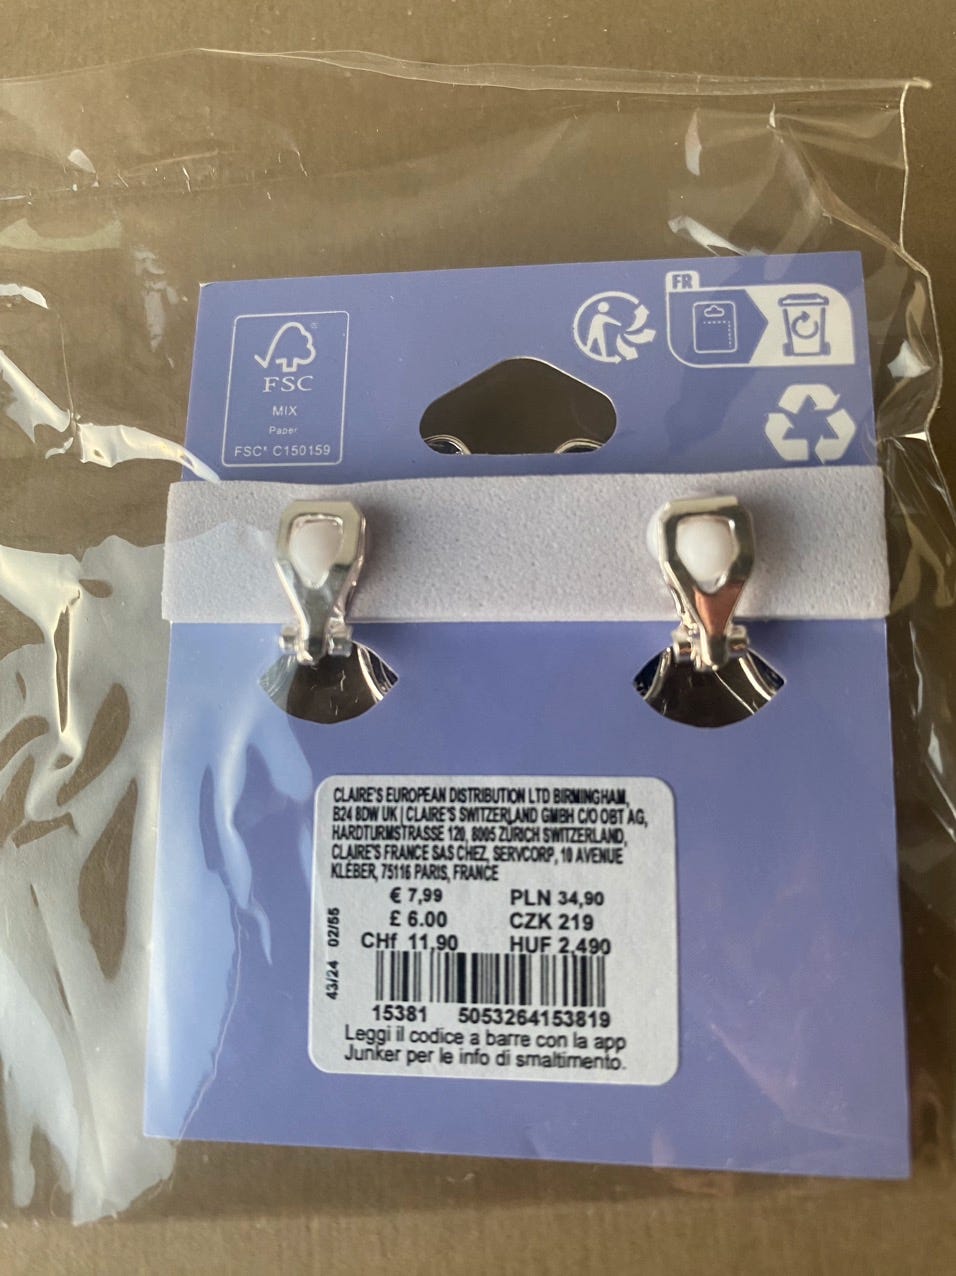 FSC®
MIX
Paper
FSC® C150159
FR
CLAIRE'S EUROPEAN DISTRIBUTION LTD BIRMINGHAM,
B24 8DW UK | CLAIRE'S SWITZERLAND GMBH C/O OBT AG,
HARDTURMSTRASSE 120, 8005 ZÜRICH SWITZERLAND,
CLAIRE'S FRANCE SAS CHEZ, SERVCORP, 10 AVENUE
KLÉBER, 75116 PARIS, FRANCE
€ 7,99 PLN 34,90
£ 6.00 CZK 219
CHf 11,90 HUF 2,490
43/24 02/55
15381 5053264153819
Leggi il codice a barre con la app
Junker per le info di smaltimento.